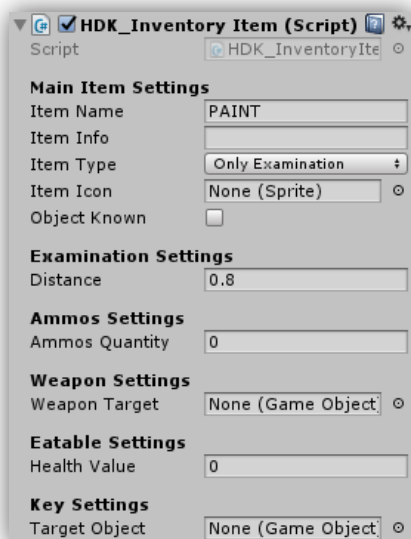 HDK_Inventory Item (Script)
Script HDK_InventoryIte
Main Item Settings
Item Name PAINT
Item Info
Item Type Only Examination
Item Icon None (Sprite)
Object Known
Examination Settings
Distance 0.8
Ammos Settings
Ammos Quantity 0
Weapon Settings
Weapon Target None (Game Object)
Eatable Settings
Health Value 0
Key Settings
Target Object None (Game Object)